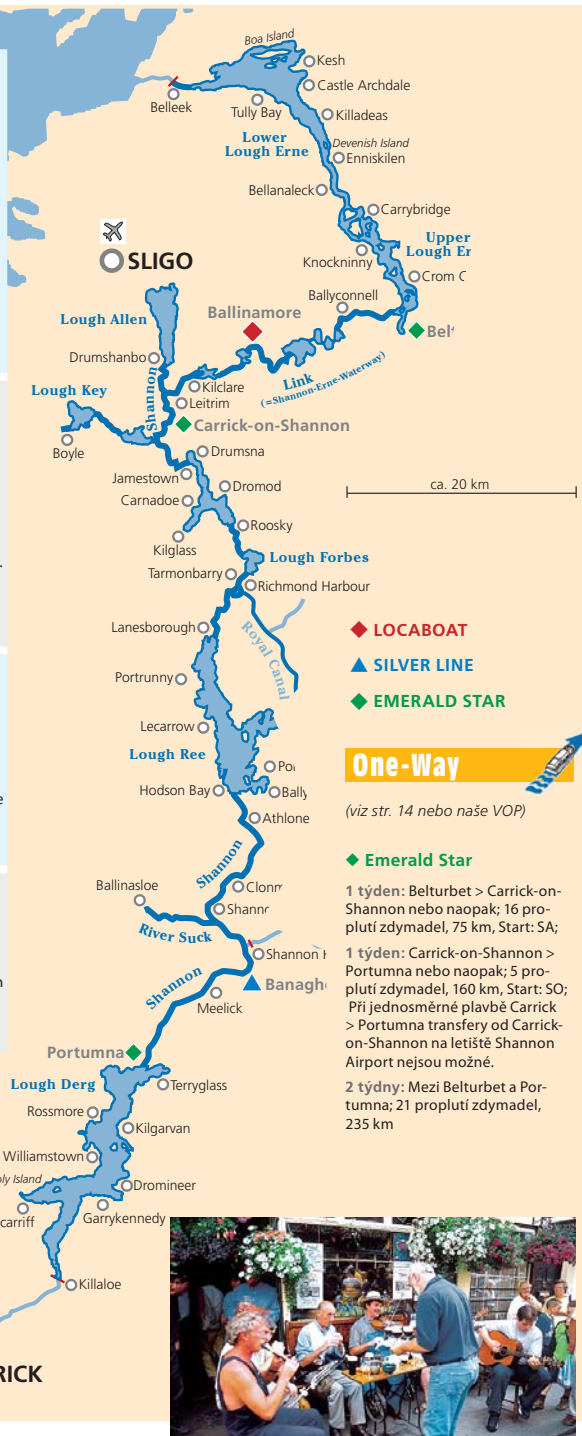 Boa Island
Kesh
Castle Archdale
Belleek
Tully Bay
Killadeas
Lower
Lough Erne
Devenish Island
Enniskilen
Bellanaleck
Carrybridge
Upper
Lough Er
Knockninny
Crom C
SLIGO
Ballyconnell
Ballinamore
Lough Allen
Drumshanbo
Link
(=Shannon-Erne-Waterway)
Lough Key
Shannon
Kilclare
Leitrim
Carrick-on-Shannon
Boyle
Drumsna
Jamestown
Dromod
Carnadoe
ca. 20 km
Roosky
Kilglass
Lough Forbes
Tarmonbarry
Richmond Harbour
Lanesborough
Royal Canal
LOCABOAT
SILVER LINE
EMERALD STAR
Portrunny
Lecarrow
Lough Ree
Hodson Bay
Bally
Athlone
One-Way
(viz str. 14 nebo naše VOP)
Emerald Star
1 týden: Belturbet > Carrick-on-
Shannon nebo naopak; 16 pro-
plutí zdymadel, 75 km, Start: SA;
1 týden: Carrick-on-Shannon >
Portumna nebo naopak; 5 pro-
plutí zdymadel, 160 km, Start: SO;
Při jednosměrné plavbě Carrick
> Portumna transfery od Carrick-
on-Shannon na letiště Shannon
Airport nejsou možné.
2 týdny: Mezi Belturbet a Por-
tumna; 21 proplutí zdymadel,
235 km
Shannon
Ballinasloe
River Suck
Shannon
Meelick
Portumna
Lough Derg
Terryglass
Rossmore
Kilgarvan
Williamstown
Dromineer
Garrykennedy
carriff
Killaloe
RICK